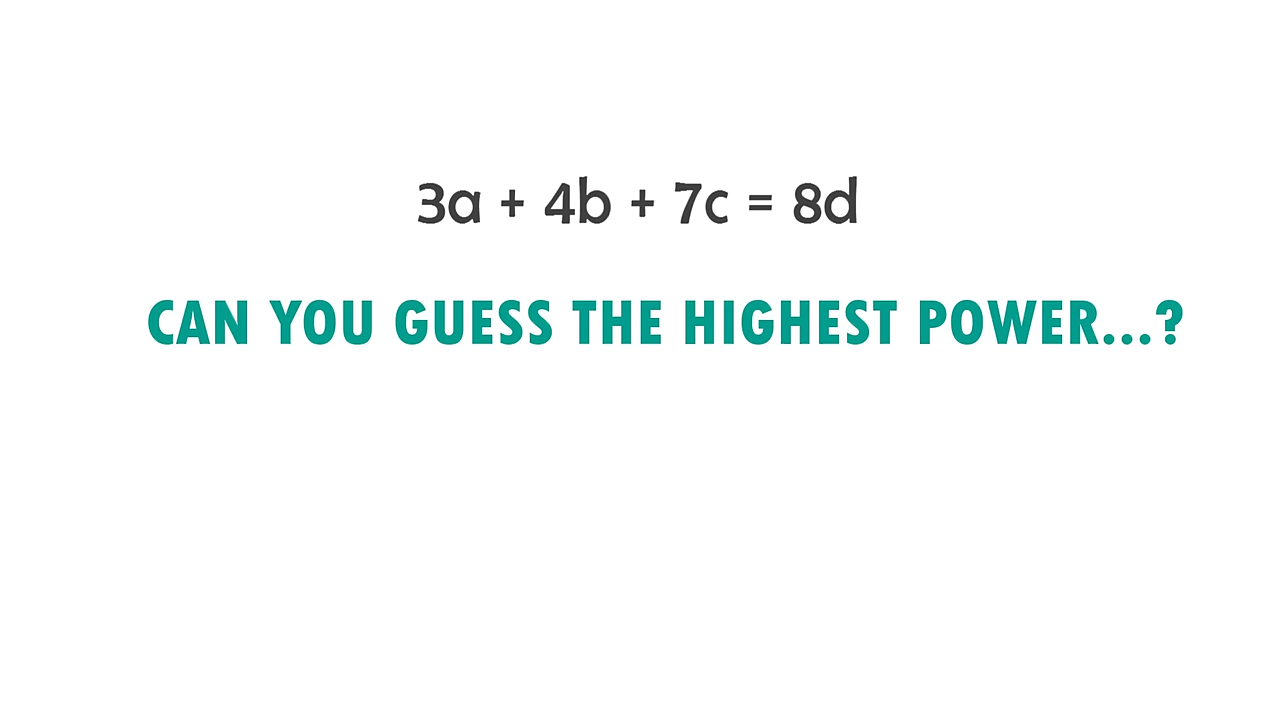 3a + 4b + 7c = 8d
CAN YOU GUESS THE HIGHEST POWER...?